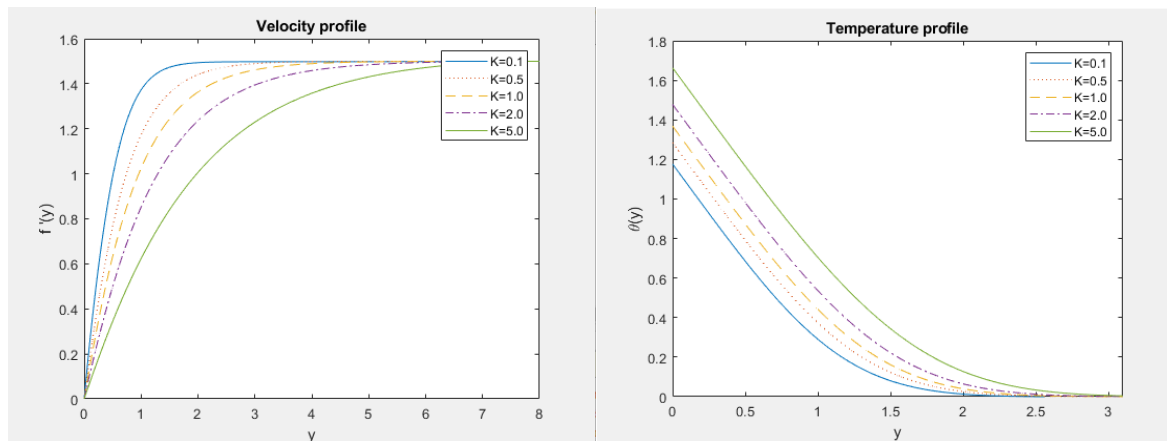 Velocity profile
1.6
1.4
1.2
1
0.8
0.6
0.4
0.2
0
f '(y)
0 1 2 3 4 5 6 7 8
y
K=0.1
K=0.5
K=1.0
K=2.0
K=5.0
Temperature profile
1.8
1.6
1.4
1.2
1
0.8
0.6
0.4
0.2
0
θ(y)
0 0.5 1 1.5 2 2.5 3
y
K=0.1
K=0.5
K=1.0
K=2.0
K=5.0